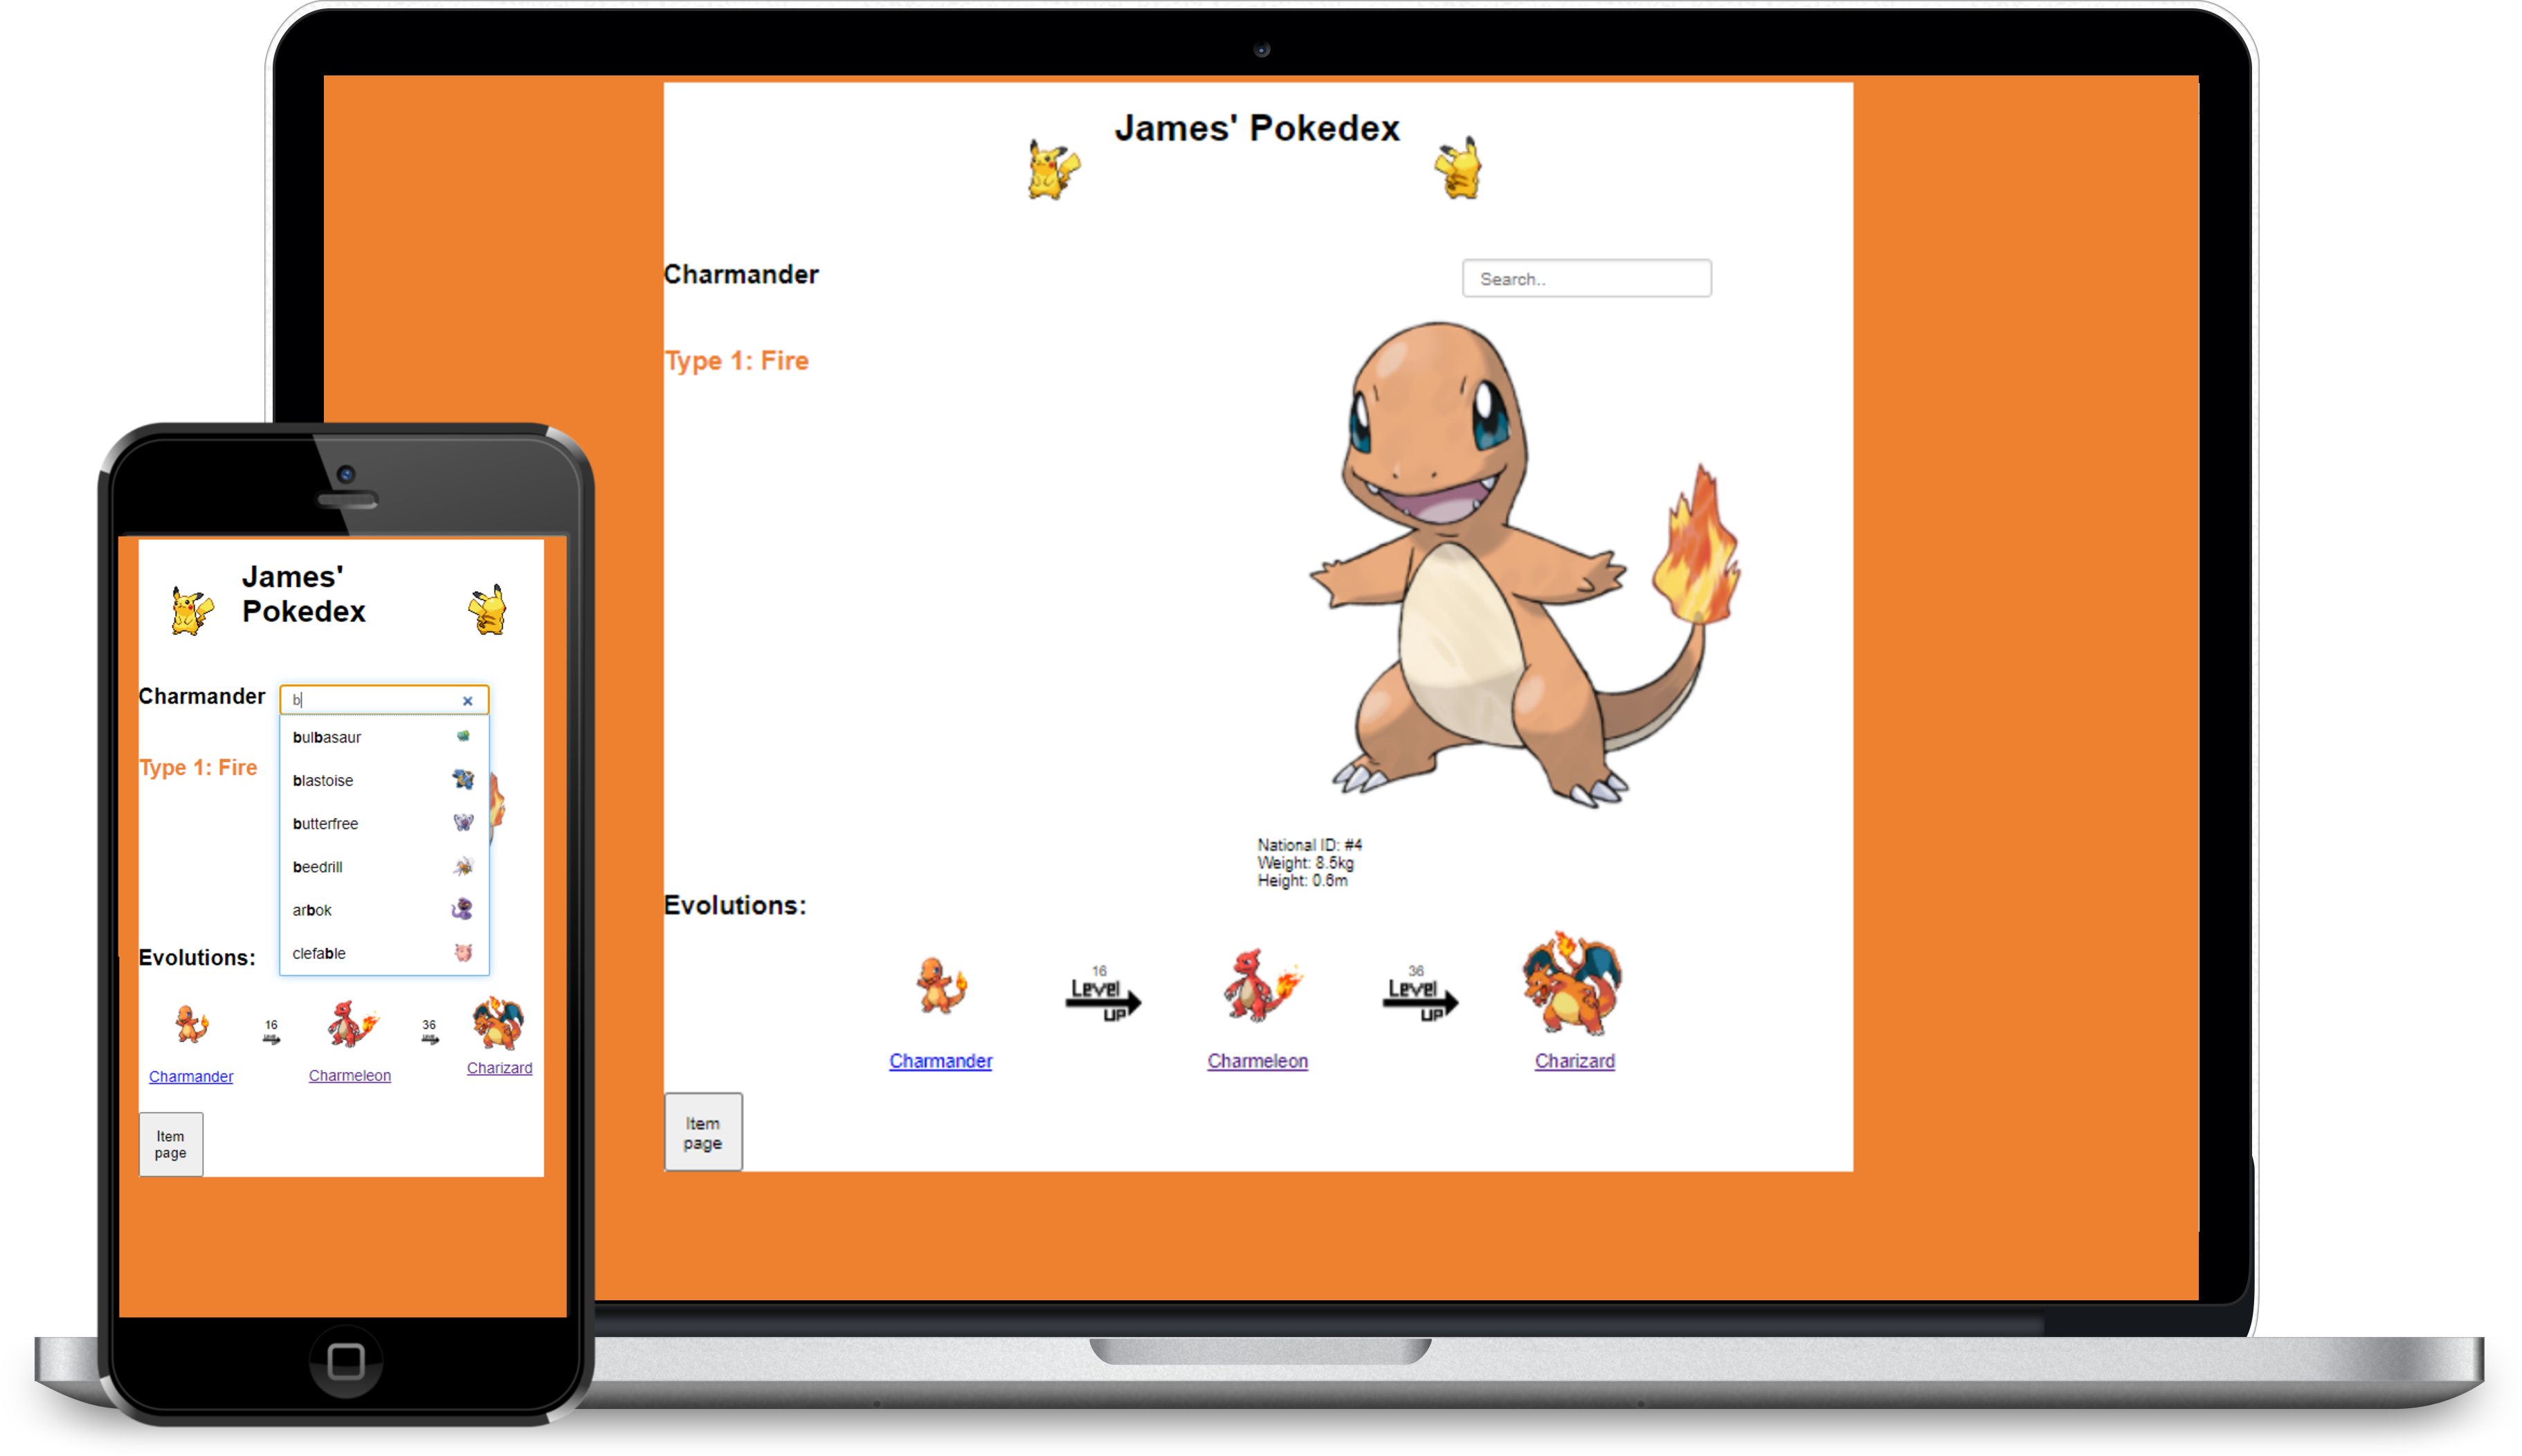 James' Pokedex
Charmander
Search..
Type 1: Fire
National ID: #4
Weight: 8.5kg
Height: 0.6m
Evolutions:
16
Level
UP
36
Level
UP
Charmander
Charmeleon
Charizard
Item
page
James'
Pokedex
Charmander
b
bulbasaur
Type 1: Fire
blastoise
butterfree
beedrill
arbok
clefable
Evolutions:
16
36
Charmander
Charmeleon
Charizard
Item
page